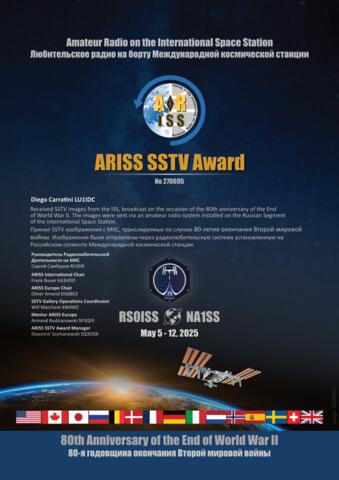 Amateur Radio on the International Space Station
Любительское радио на борту Международной космической станции
A R
I S S
ARISS SSTV Award
No 270695
Diego Carratini LU1JDC
Received SSTV images from the ISS, broadcast on the occasion of the 80th anniversary of the End
of World War II. The images were sent via an amateur radio system installed on the Russian Segment
of the International Space Station.
Принял SSTV изображения с МКС, транслируемые по случаю 80-летия окончания Второй мировой
войны. Изображения были отправлены через радиолюбительскую систему установленную на
Российском сегменте Международной космической станции.
Руководитель Радиолюбительской
Деятельности на МКС
Сергей Самбуров RV3DR
ARISS International Chair
Frank Bauer KA3HDO
ARISS Europe Chair
Oliver Amend DG6BCE
SSTV Gallery Operations Coordinator
Will Marchant KW4WZ
Mentor ARISS Europe
Armand Budzianowski SP3QFE
ARISS SSTV Award Manager
Slawomir Szymanowski SQ3OOK
RS0ISS NA1SS
May 5 - 12, 2025
80th Anniversary of the End of World War II
80-я годовщина окончания Второй мировой войны